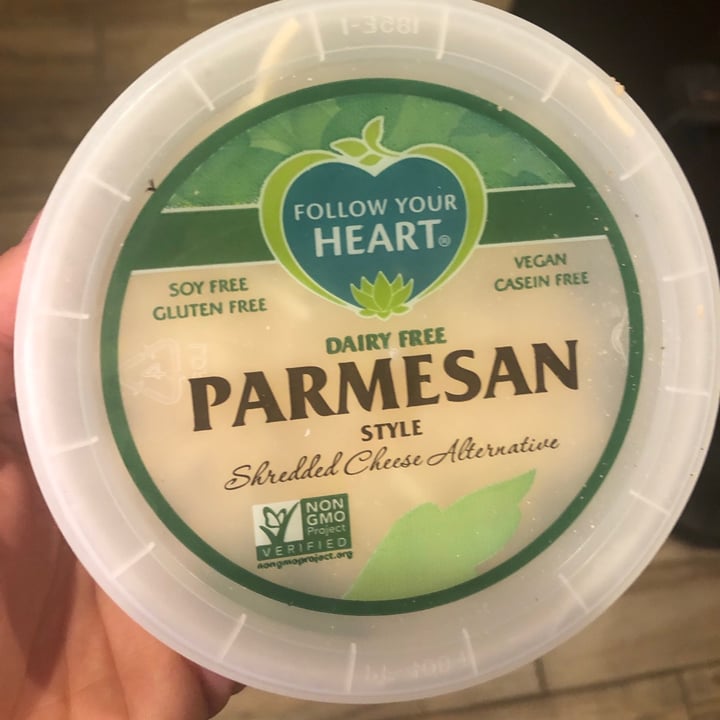 FOLLOW YOUR
HEART®
SOY FREE
GLUTEN FREE
VEGAN
CASEIN FREE
DAIRY FREE
PARMESAN
STYLE
Shredded Cheese Alternative
NON
GMO
Project
VERIFIED
nongmoproject.org